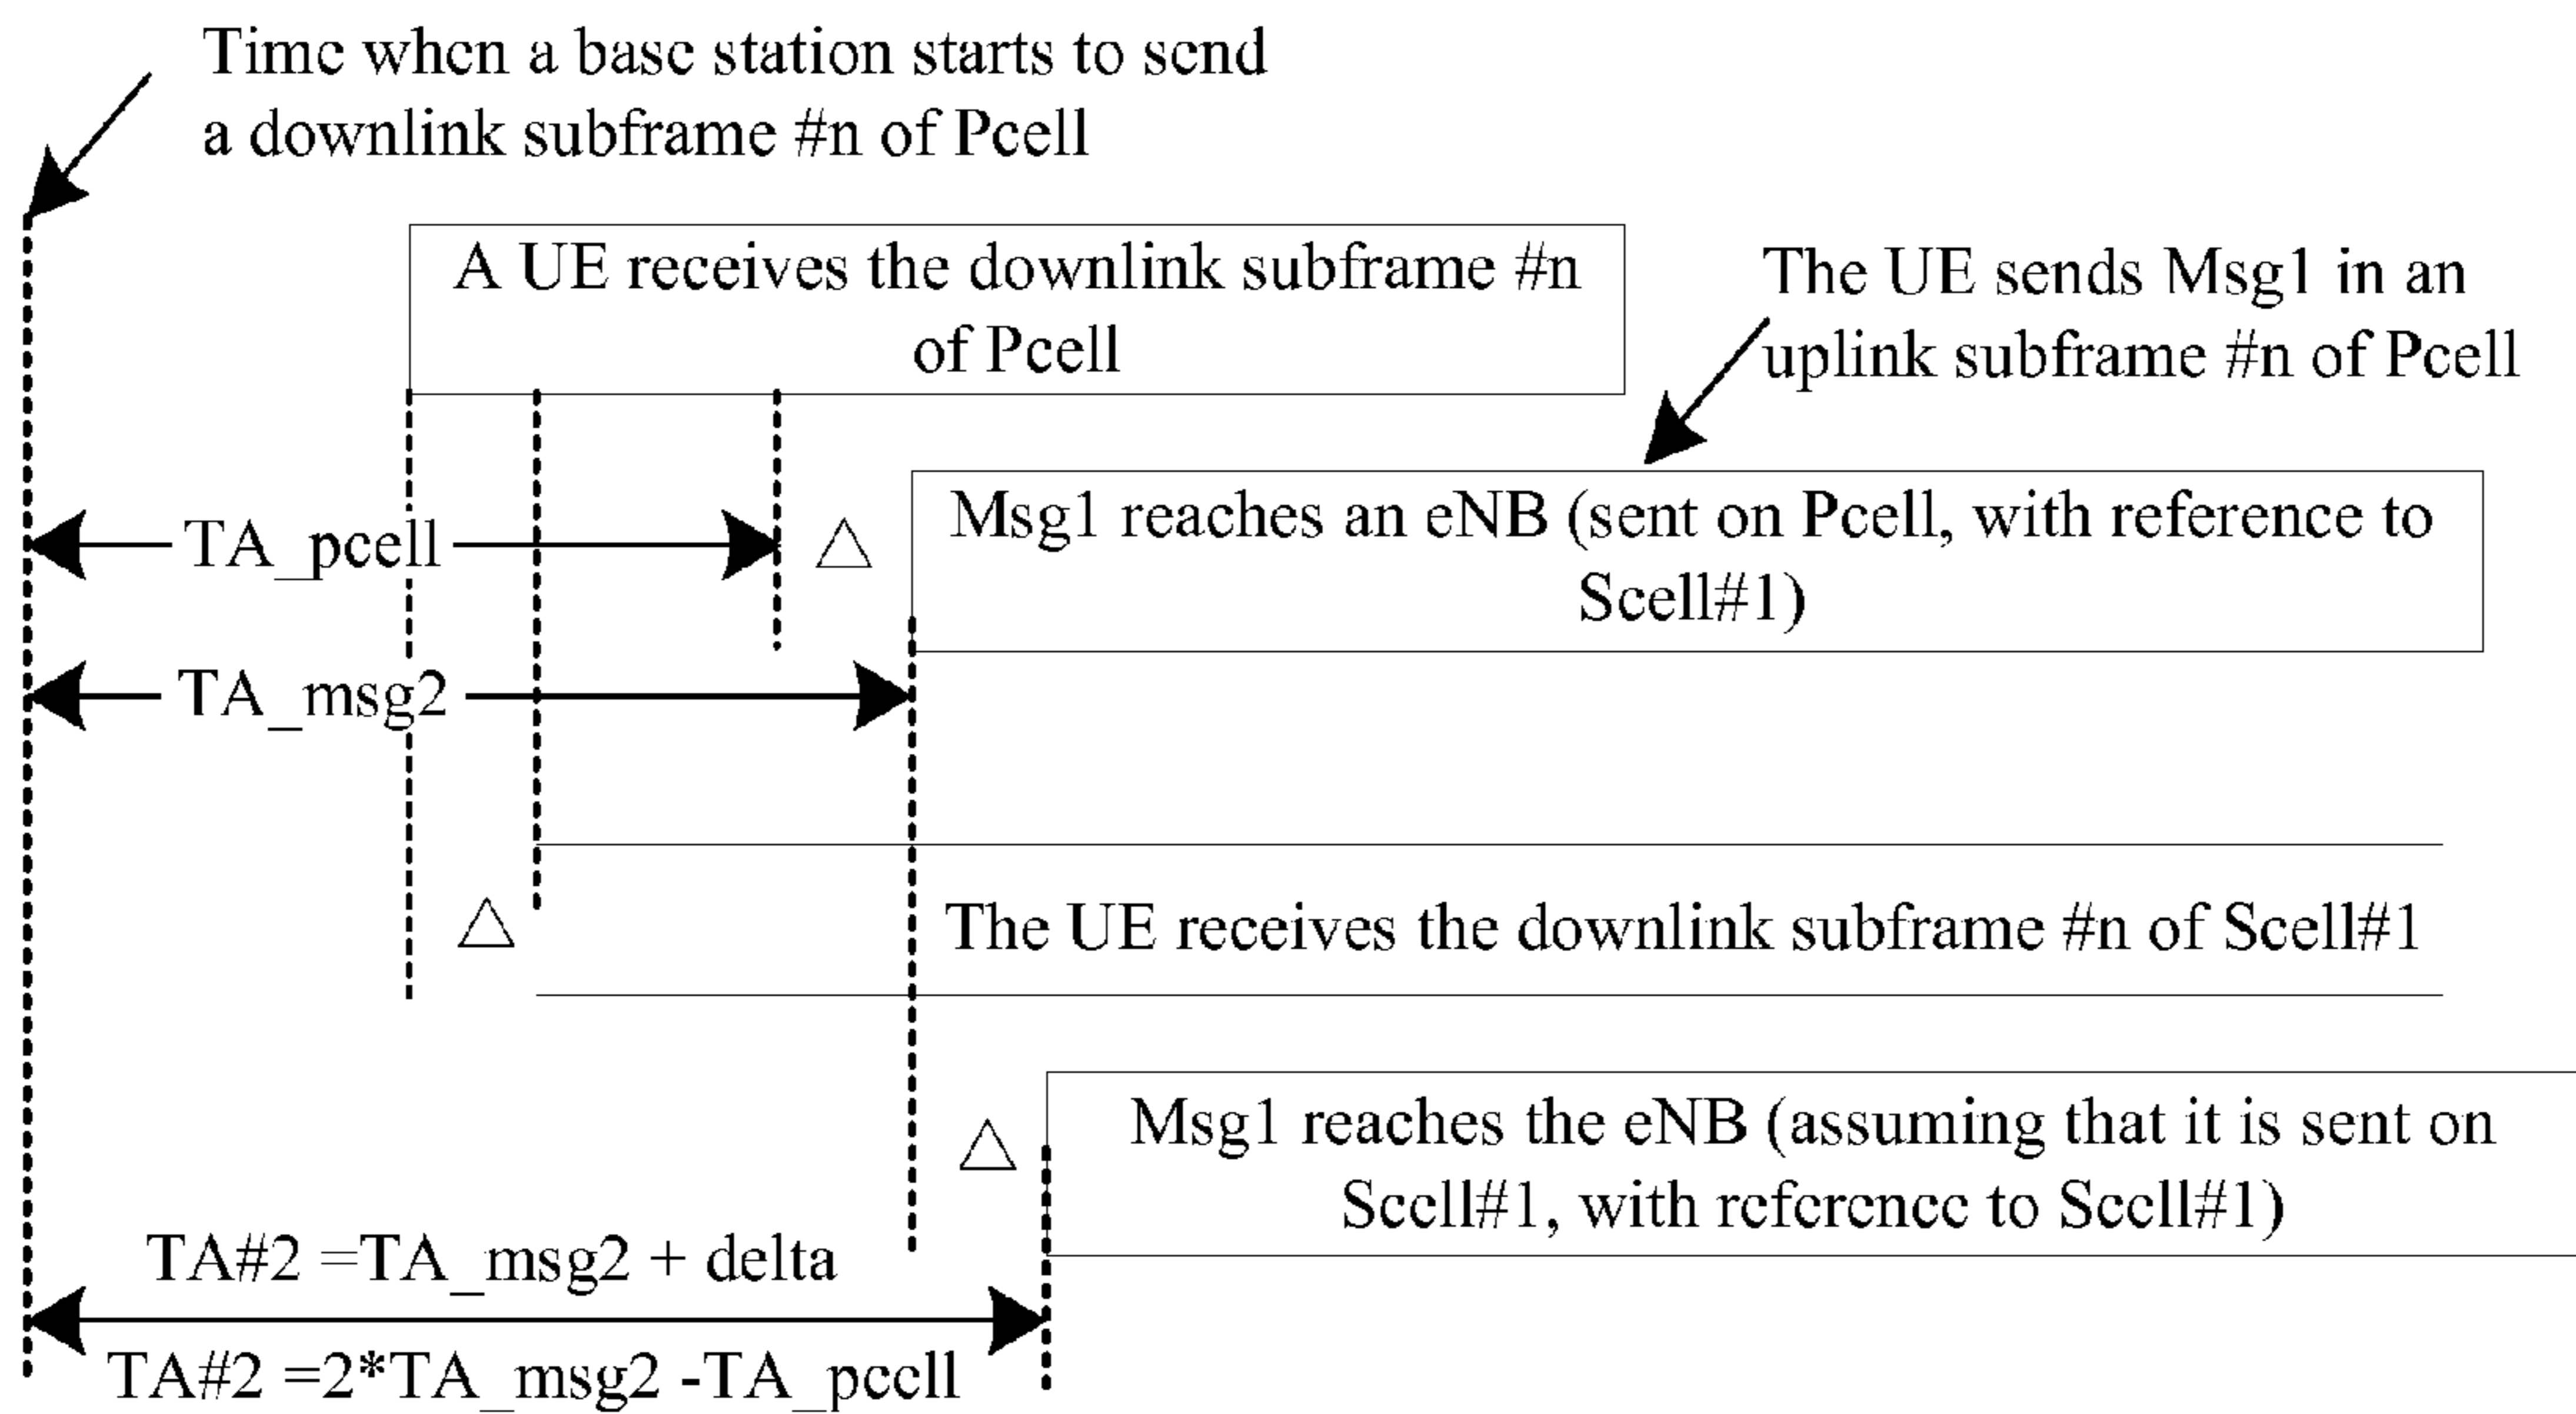 Time when a base station starts to send
a downlink subframe #n of Pcell
A UE receives the downlink subframe #n
of Pcell
The UE sends Msg1 in an
uplink subframe #n of Pcell
TA_pcell
△
Msg1 reaches an eNB (sent on Pcell, with reference to
Scell#1)
TA_msg2
△
The UE receives the downlink subframe #n of Scell#1
△
Msg1 reaches the eNB (assuming that it is sent on
Scell#1, with reference to Scell#1)
TA#2 =TA_msg2 + delta
TA#2 =2*TA_msg2 -TA_pcell